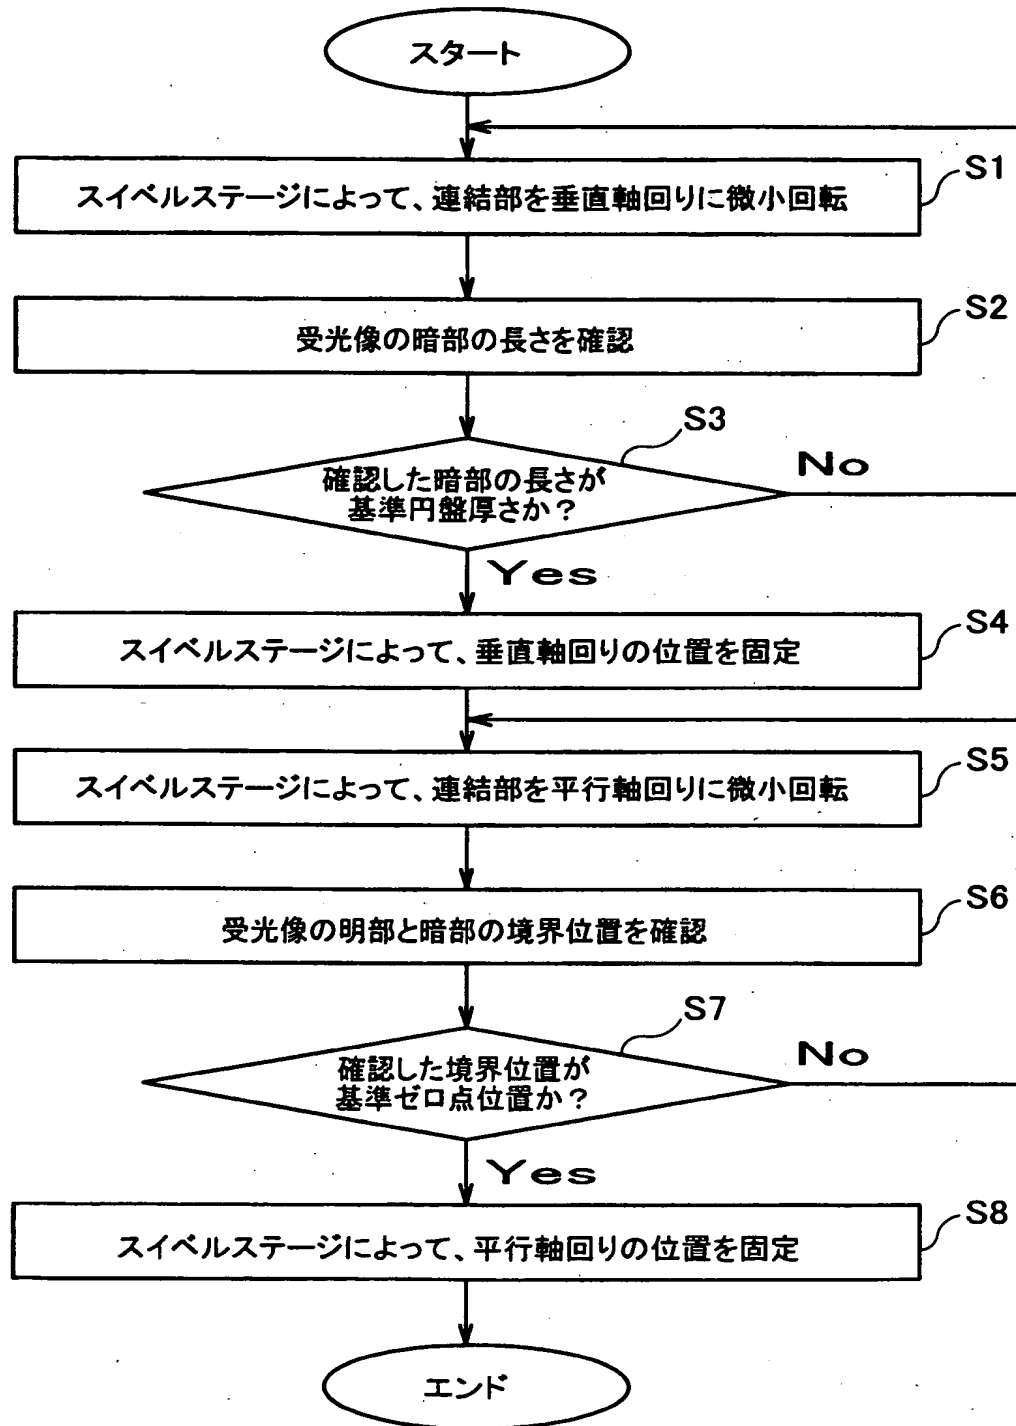 スタート
S1
スイベルステージによって、連結部を垂直軸回りに微小回転
S2
受光像の暗部の長さを確認
S3
確認した暗部の長さが
基準円盤厚さか？
No
Yes
S4
スイベルステージによって、垂直軸回りの位置を固定
S5
スイベルステージによって、連結部を平行軸回りに微小回転
S6
受光像の明部と暗部の境界位置を確認
S7
確認した境界位置が
基準ゼロ点位置か？
No
Yes
S8
スイベルステージによって、平行軸回りの位置を固定
エンド